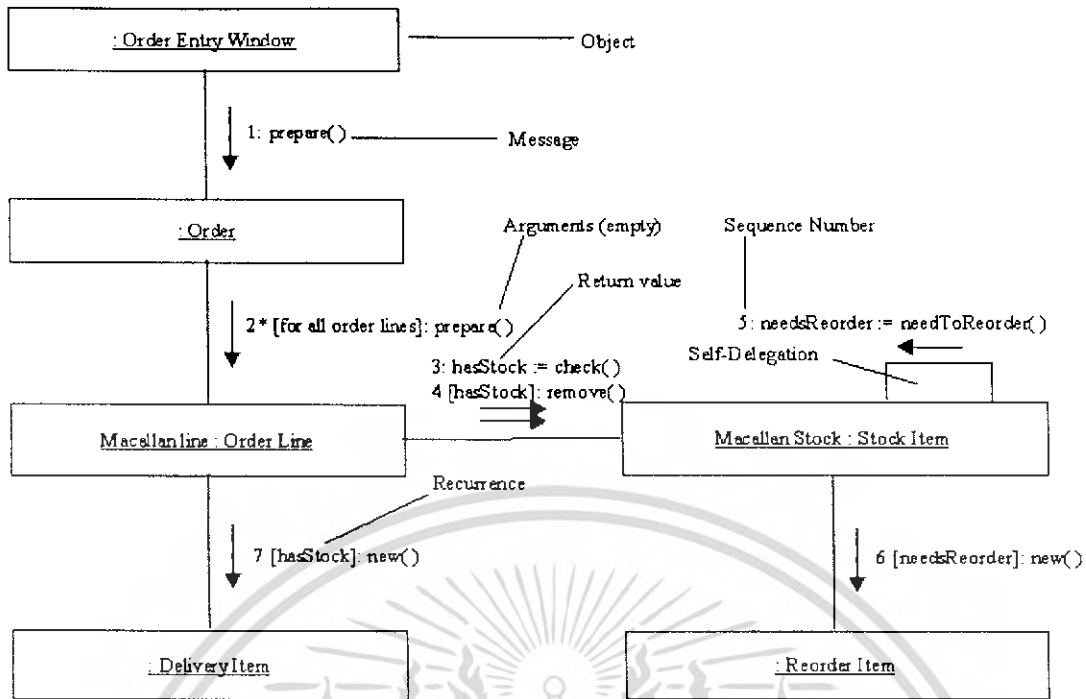 : Order Entry Window
Object
1: prepare()
Message
: Order
Arguments (empty)
Sequence Number
Return value
2 * [for all order lines]: prepare()
5: needsReorder := needToReorder()
3: hasStock := check()
Self-Delegation
4 [hasStock]: remove()
Macallan line : Order Line
Macallan Stock : Stock Item
Recurrence
7 [hasStock]: new()
6 [needsReorder]: new()
: Delivery Item
: Reorder Item